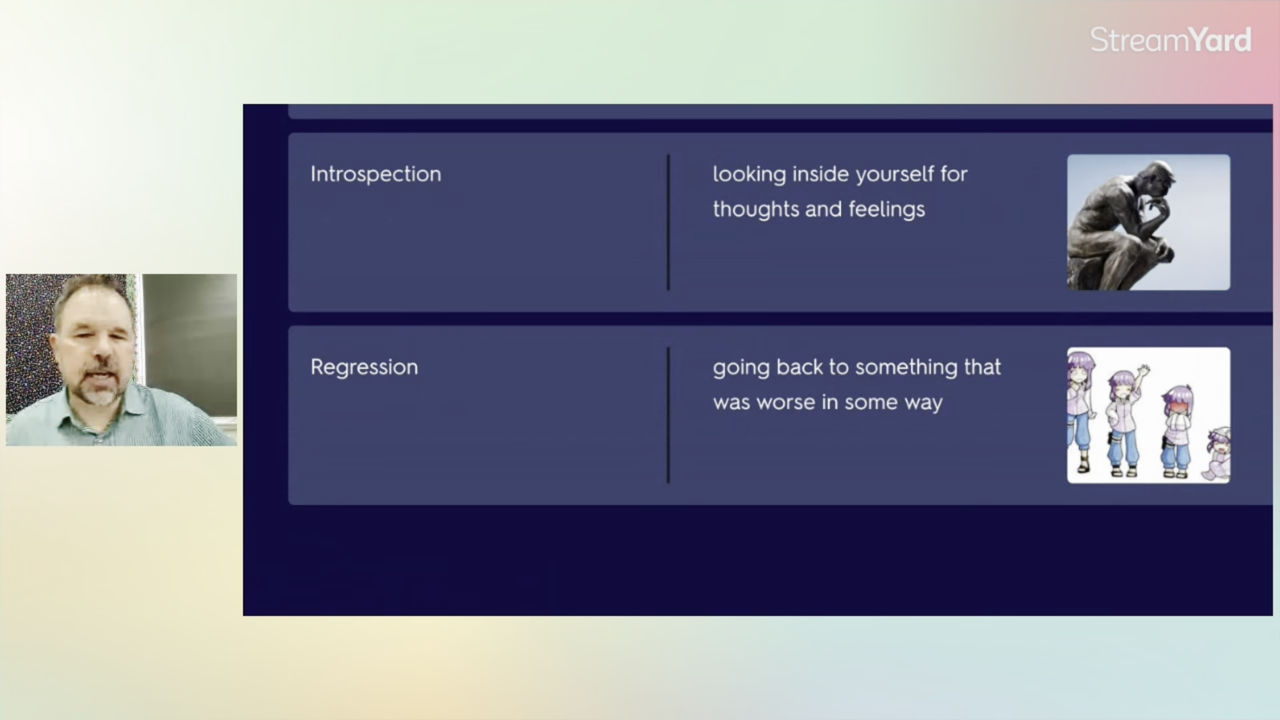 StreamYard
Introspection
looking inside yourself for
thoughts and feelings
Regression
going back to something that
was worse in some way